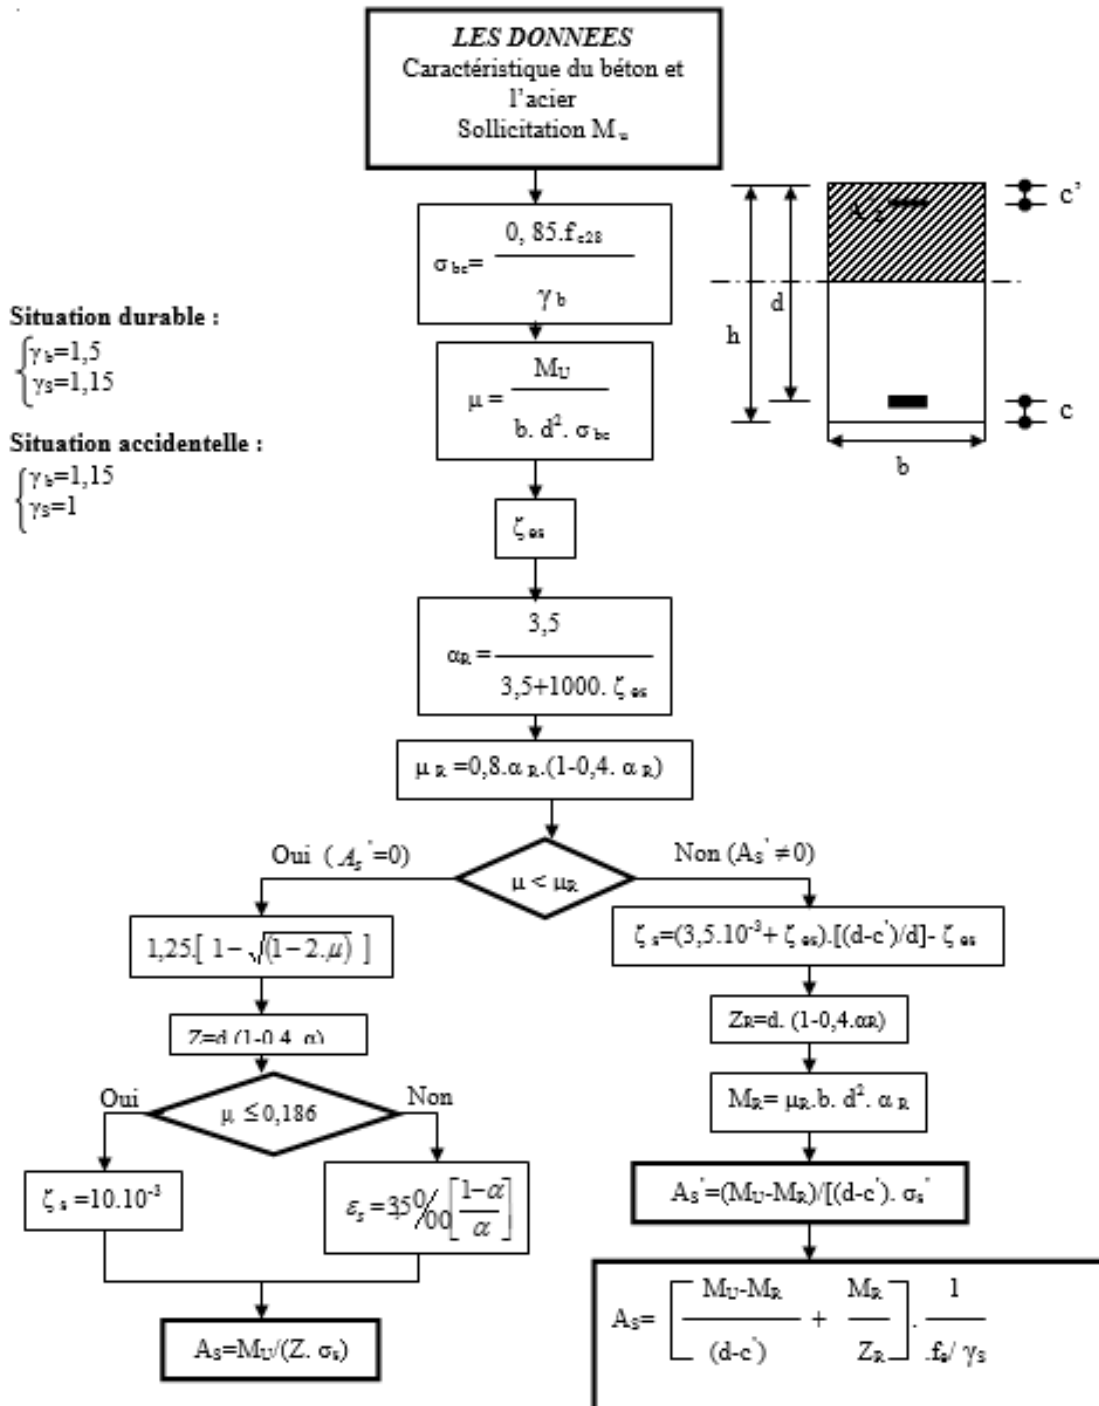 LES DONNEES
Caractéristique du béton et
l'acier
Sollicitation M u
σ bc= 0, 85.f c28 / γ b
c'
d
h
c
b
Situation durable :
γ b=1,5
γS=1,15
Situation accidentelle :
γ b=1,15
γS=1
μ = MU / b. d². σ bc
ζ es
αR = 3,5 / 3,5+1000. ζ es
μ R =0,8.α R.(1-0,4. α R)
Oui ( As'=0)
μ < μR
Non (As' ≠0)
1,25.[ 1−√(1−2.μ) ]
Z=d.(1-0,4. α)
Oui
μ ≤0,186
Non
ζ s =10.10-³
εs = 35‰[1−α / α]
AS=MU/(Z. σs)
ζ s=(3,5.10-³+ ζ es).[(d-c')/d]- ζ es
ZR=d. (1-0,4.αR)
MR= μR.b. d². α R
AS'=(MU-MR)/[(d-c'). σs'
AS= [ MU-MR / (d-c') + MR / ZR ]. 1 / .fe/ γS